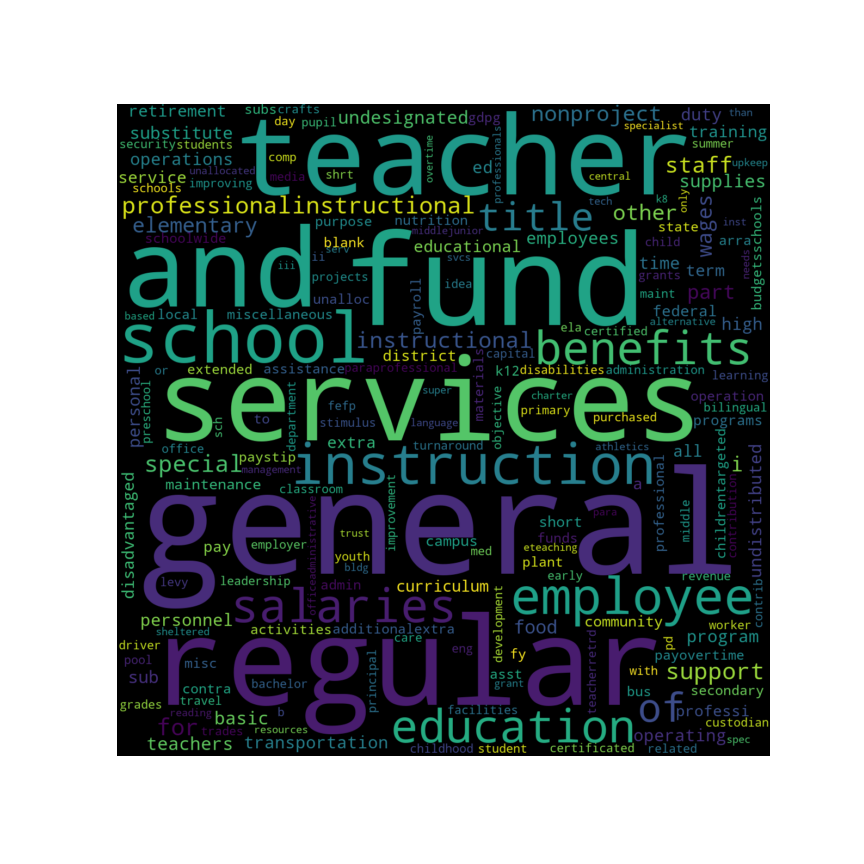 retirement
subscrafts
undesignated
gdpg
nonproject
duty
than
substitute
day
pupil
teacher
specialist
training
security
students
operations
comp
overtime
professionals
ed
staff
upkeep
service
unallocated
media
shrt
central
supplies
schools
improving
tech
k8
only
professionalinstructional
title
other
wages
inst
elementary
purpose
nutrition
state
schoolwide
blank
serv
middlejunior
educational
employees
child
arra
budgetsschools
and
fund
iii
ii
svcs
projects
idea
grants
time
term
needs
unalloc
payroll
maint
part
based
local
miscellaneous
federal
school
instructional
ela
certified
alternative
high
district
capital
benefits
or
extended
assistance
paraprofessional
materials
k12
disabilities
administration
learning
personal
preschool
services
super
charter
operation
fefp
primary
purchased
bilingual
sch
to
department
stimulus
language
objective
programs
extra
turnaround
athletics
office
paystip
special
management
instruction
all
i
maintenance
classroom
a
professional
middle
childrentargeted
contribution
undistributed
disadvantaged
general
officeadministrative
improvement
short
para
funds
trust
campus
pay
employer
med
eteaching
youth
plant
bldg
early
revenue
levy
leadership
admin
curriculum
employee
contrib
salaries
personnel
community
worker
sheltered
activities
additionalextra
development
food
pd
program
driver
care
eng
fy
teacherretrd
payovertime
pool
misc
regular
principal
asst
with
support
sub
contra
bachelor
grant
bus
secondary
grades
travel
b
facilities
of
professi
reading
basic
education
custodian
for
trades
resources
operating
spec
teachers
transportation
childhood
student
certificated
related